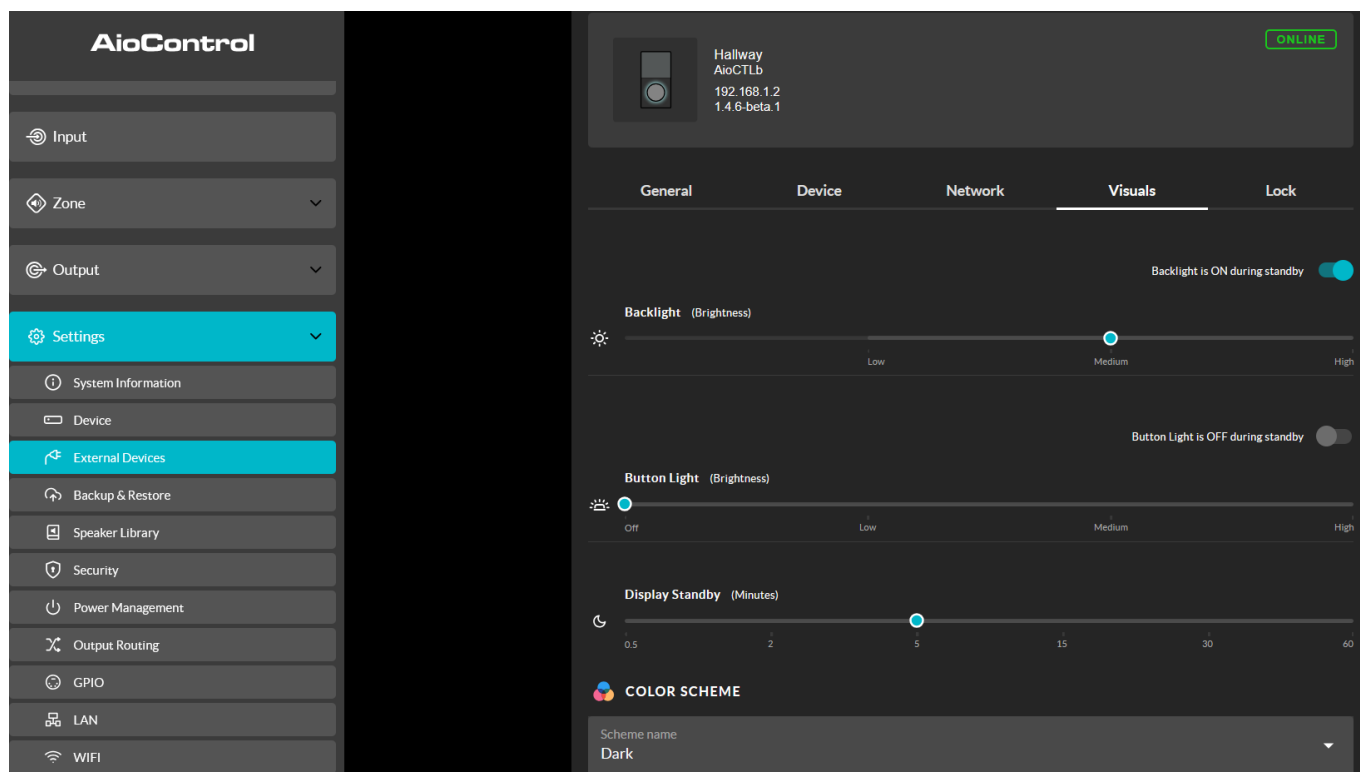 AioControl
Input
Zone
Output
Settings
System Information
Device
External Devices
Backup & Restore
Speaker Library
Security
Power Management
Output Routing
GPIO
LAN
WIFI
Hallway
AioCTLb
192.168.1.2
1.4.6-beta.1
ONLINE
General Device Network Visuals Lock
Backlight is ON during standby
Backlight (Brightness)
Low Medium High
Button Light is OFF during standby
Button Light (Brightness)
Off Low Medium High
Display Standby (Minutes)
0.5 2 5 15 30 60
COLOR SCHEME
Scheme name
Dark